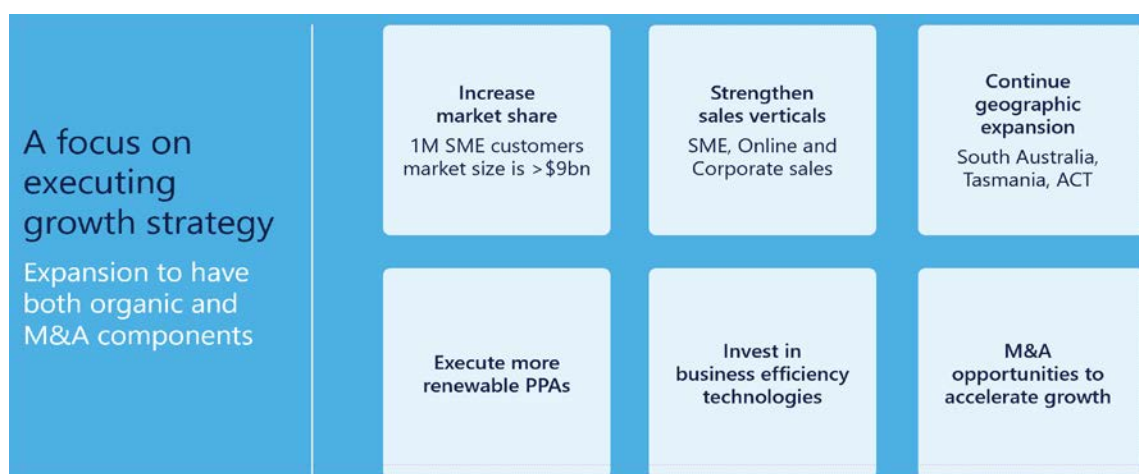 A focus on
executing
growth strategy
Expansion to have
both organic and
M&A components
Increase
market share
1M SME customers
market size is >$9bn
Strengthen
sales verticals
SME, Online and
Corporate sales
Continue
geographic
expansion
South Australia,
Tasmania, ACT
Execute more
renewable PPAs
Invest in
business efficiency
technologies
M&A
opportunities to
accelerate growth